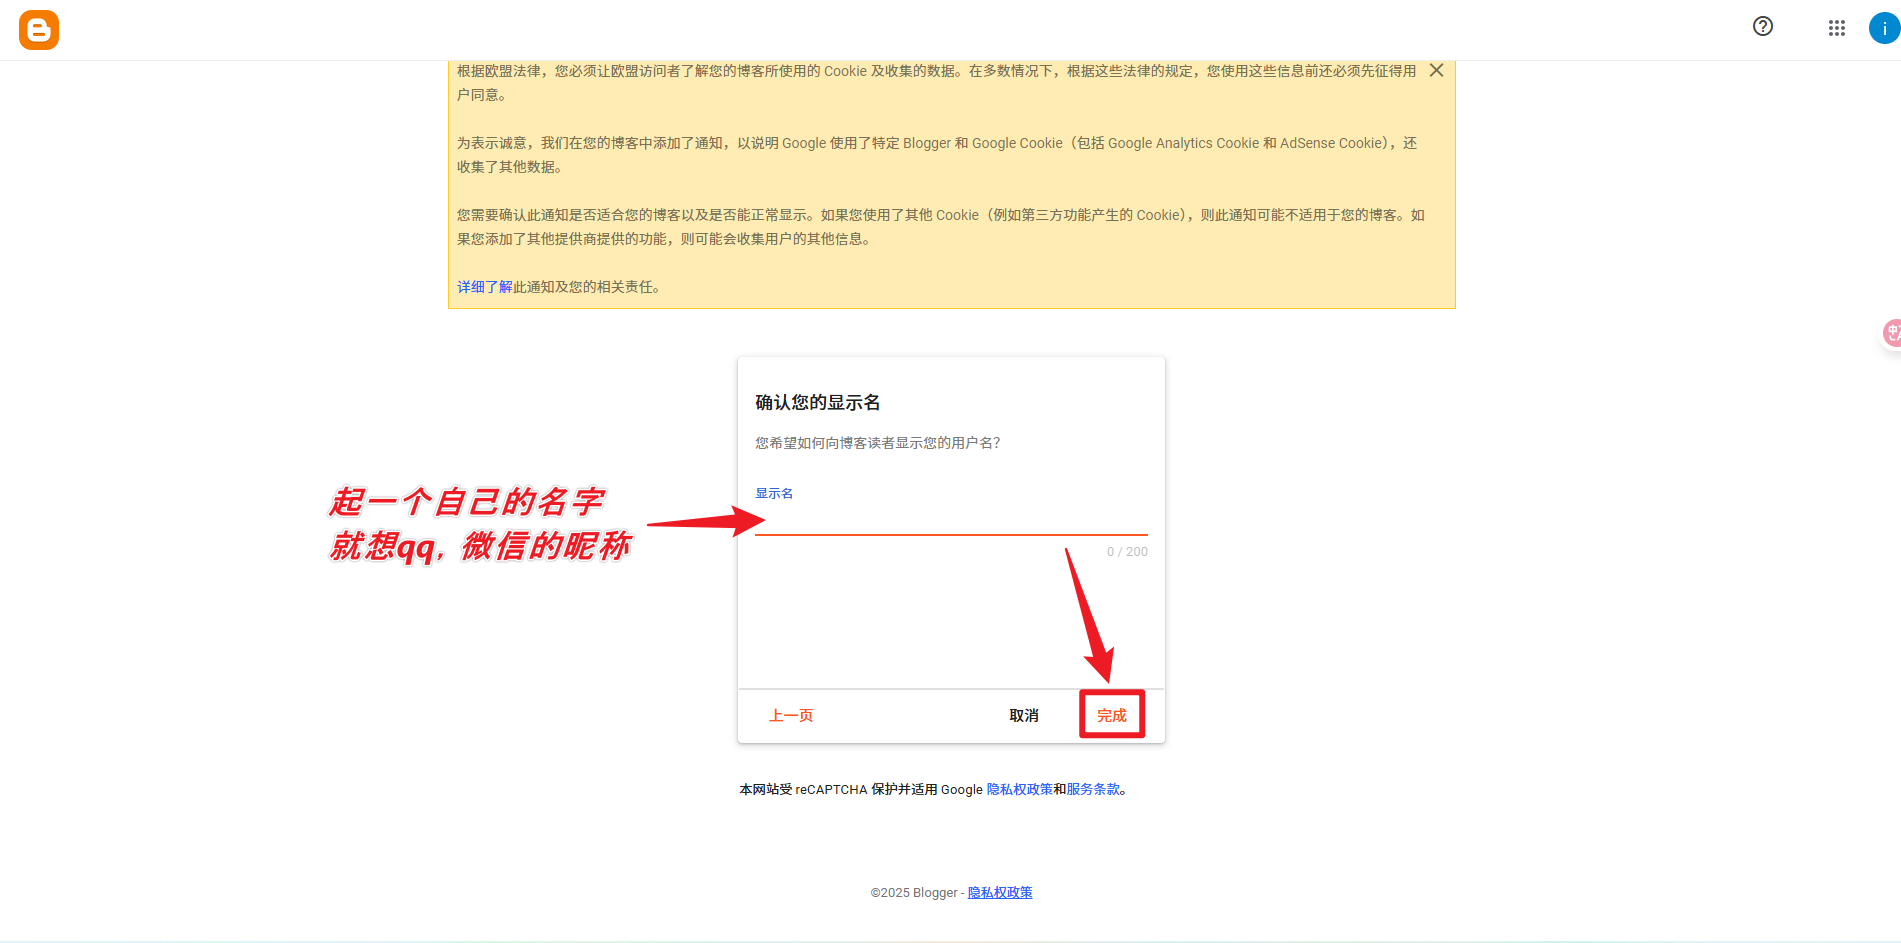 根据欧盟法律，您必须让欧盟访问者了解您的博客所使用的 Cookie 及收集的数据。在多数情况下，根据这些法律的规定，您使用这些信息前还必须先征得用
户同意。
为表示诚意，我们在您的博客中添加了通知，以说明 Google 使用了特定 Blogger 和 Google Cookie（包括 Google Analytics Cookie 和 AdSense Cookie），还
收集了其他数据。
您需要确认此通知是否适合您的博客以及是否能正常显示。如果您使用了其他 Cookie（例如第三方功能产生的 Cookie），则此通知可能不适用于您的博客。如
果您添加了其他提供商提供的功能，则可能会收集用户的其他信息。
详细了解此通知及您的相关责任。
i
确认您的显示名
您希望如何向博客读者显示您的用户名？
显示名
0 / 200
起一个自己的名字
就想qq，微信的昵称
上一页
取消
完成
本网站受 reCAPTCHA 保护并适用 Google 隐私权政策和服务条款。
©2025 Blogger - 隐私权政策